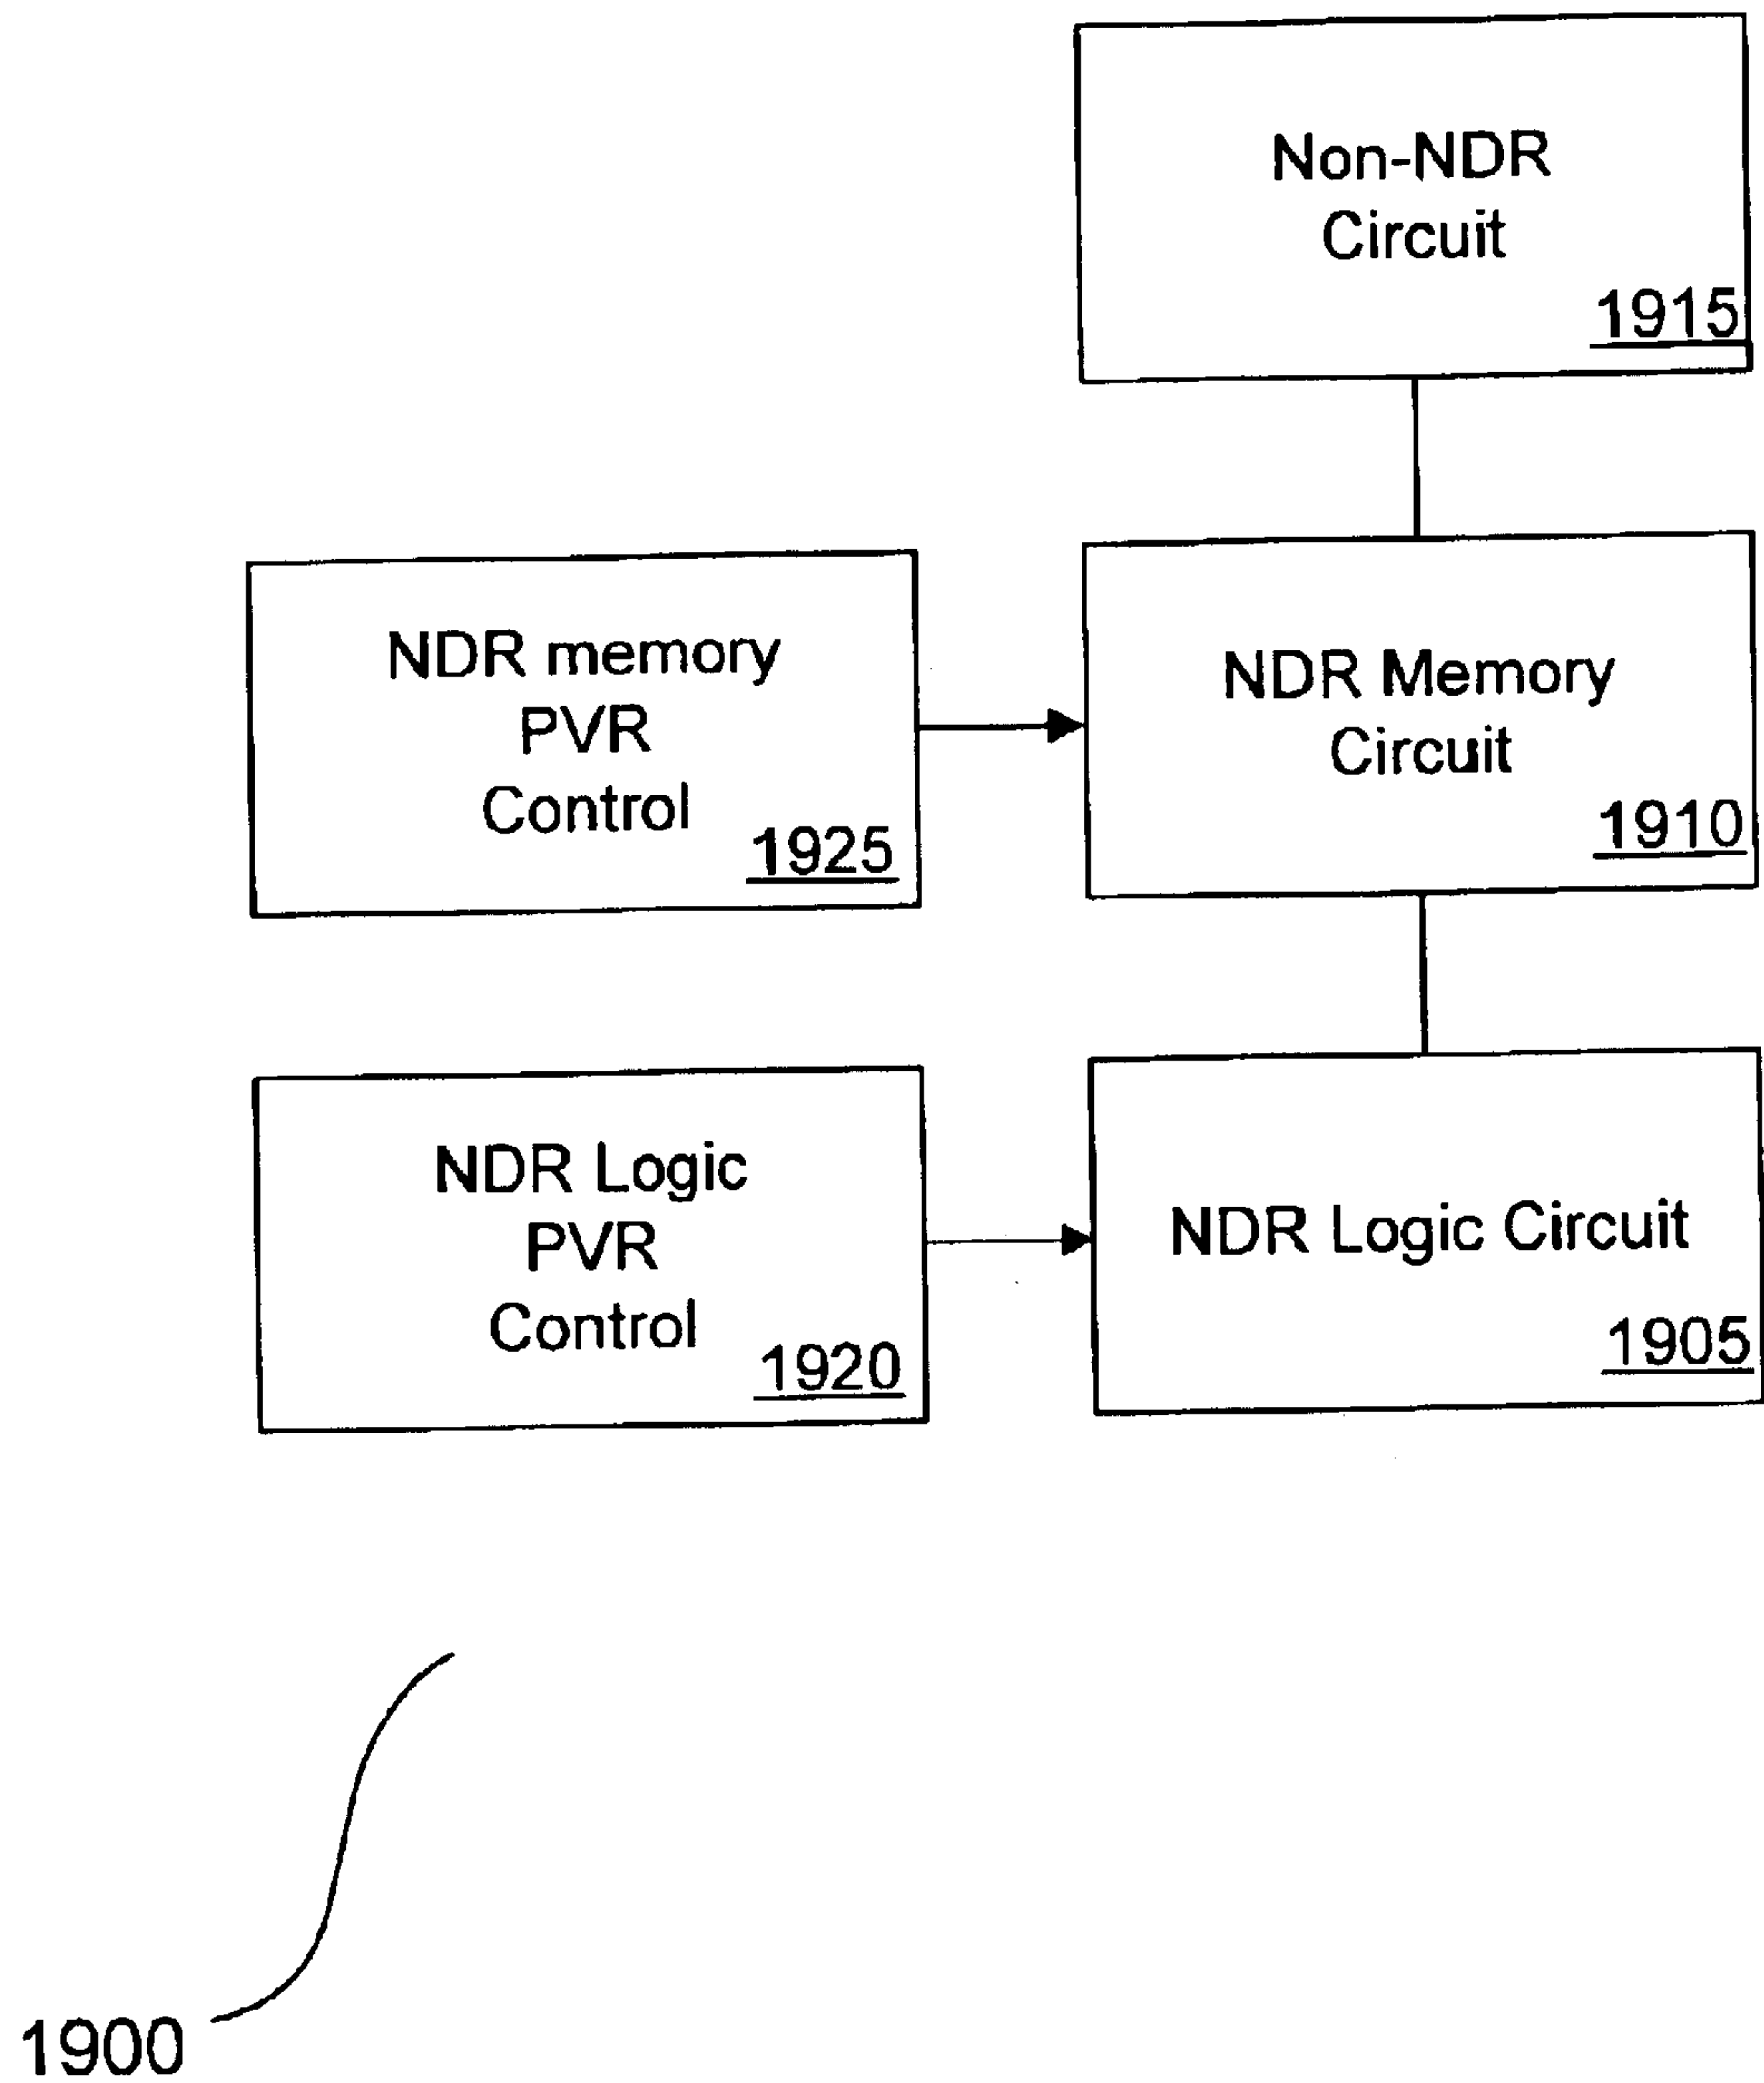 Non-NDR
Circuit
1915
NDR memory
PVR
Control
1925
NDR Memory
Circuit
1910
NDR Logic
PVR
Control
1920
NDR Logic Circuit
1905
1900